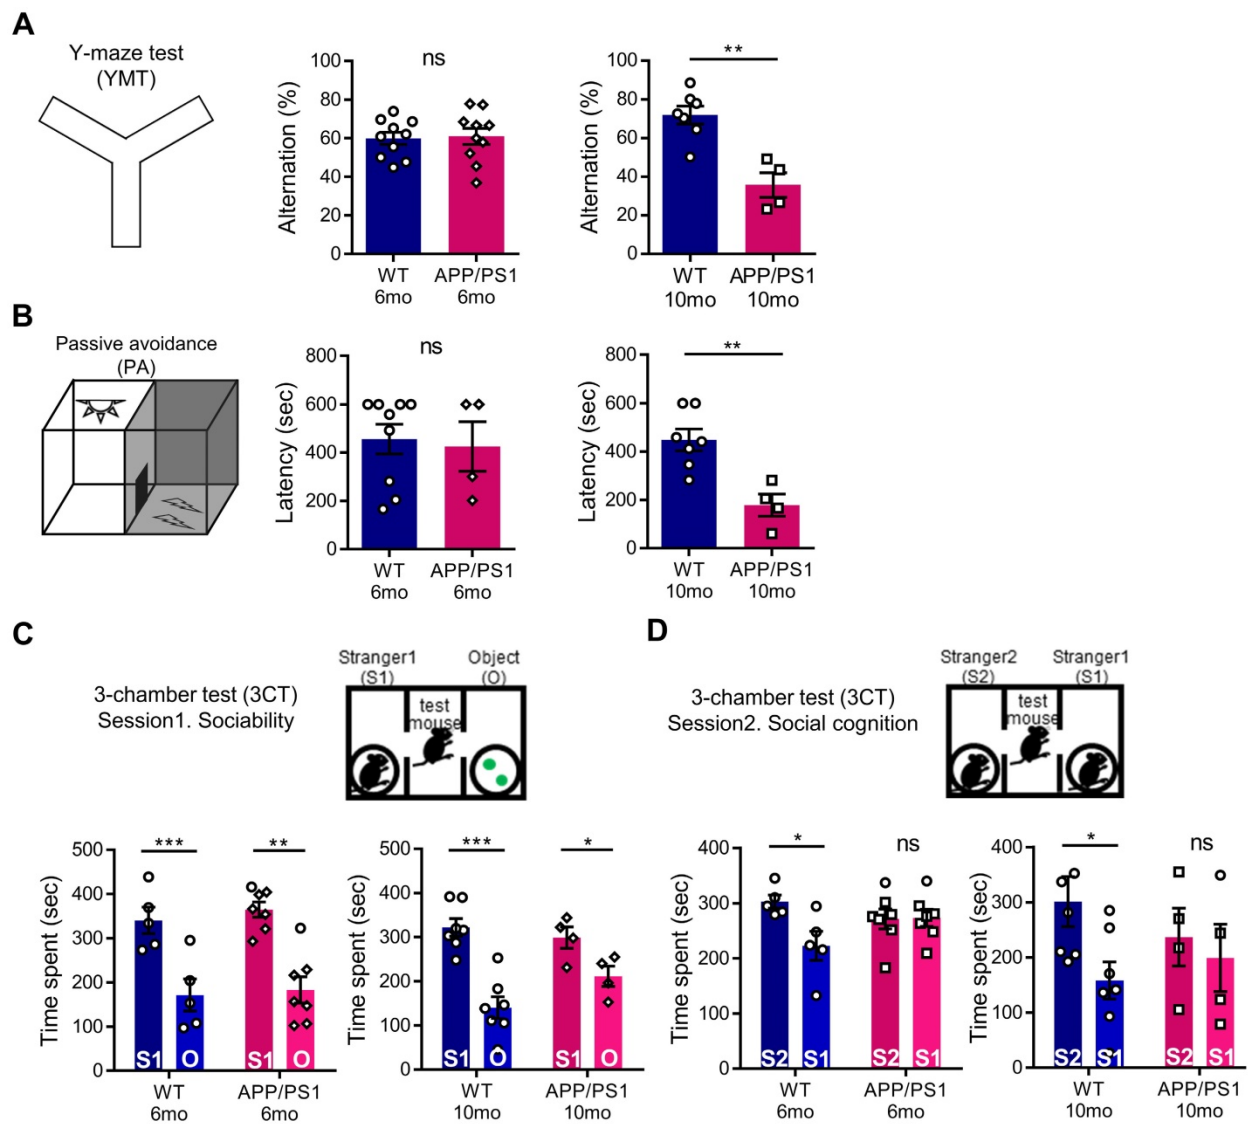 A
Y-maze test
(YMT)
Alternation (%)
100
80
60
40
20
0
ns
WT
6mo
APP/PS1
6mo
Alternation (%)
100
80
60
40
20
0
**
WT
10mo
APP/PS1
10mo
B
Passive avoidance
(PA)
Latency (sec)
800
600
400
200
0
ns
WT
6mo
APP/PS1
6mo
Latency (sec)
800
600
400
200
0
**
WT
10mo
APP/PS1
10mo
C
3-chamber test (3CT)
Session1. Sociability
Stranger1
(S1)
Object
(O)
test
mouse
Time spent (sec)
500
400
300
200
100
0
***
**
S1
O
S1
O
WT
6mo
APP/PS1
6mo
Time spent (sec)
500
400
300
200
100
0
***
*
S1
O
S1
O
WT
10mo
APP/PS1
10mo
D
3-chamber test (3CT)
Session2. Social cognition
Stranger2
(S2)
Stranger1
(S1)
test
mouse
Time spent (sec)
400
300
200
100
0
*
ns
S2
S1
S2
S1
WT
6mo
APP/PS1
6mo
Time spent (sec)
400
300
200
100
0
*
ns
S2
S1
S2
S1
WT
10mo
APP/PS1
10mo